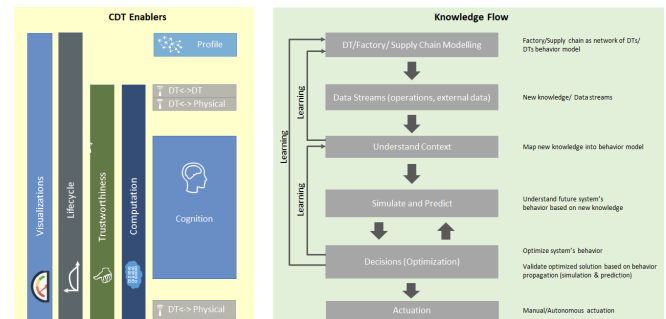 CDT Enablers
Visualizations
Lifecycle
Trustworthiness
Computation
Profile
DT<->DT
DT<-> Physical
Cognition
DT<-> Physical
Knowledge Flow
Learning
Learning
Learning
DT/Factory/ Supply Chain Modelling
Factory/Supply chain as network of DTs/
DTs behavior model
Data Streams (operations, external data)
New knowledge/ Data streams
Understand Context
Map new knowledge into behavior model
Simulate and Predict
Understand future system's
behavior based on new knowledge
Decisions (Optimization)
Optimize system's behavior
Validate optimized solution based on behavior
propagation (simulation & prediction)
Actuation
Manual/Autonomous actuation